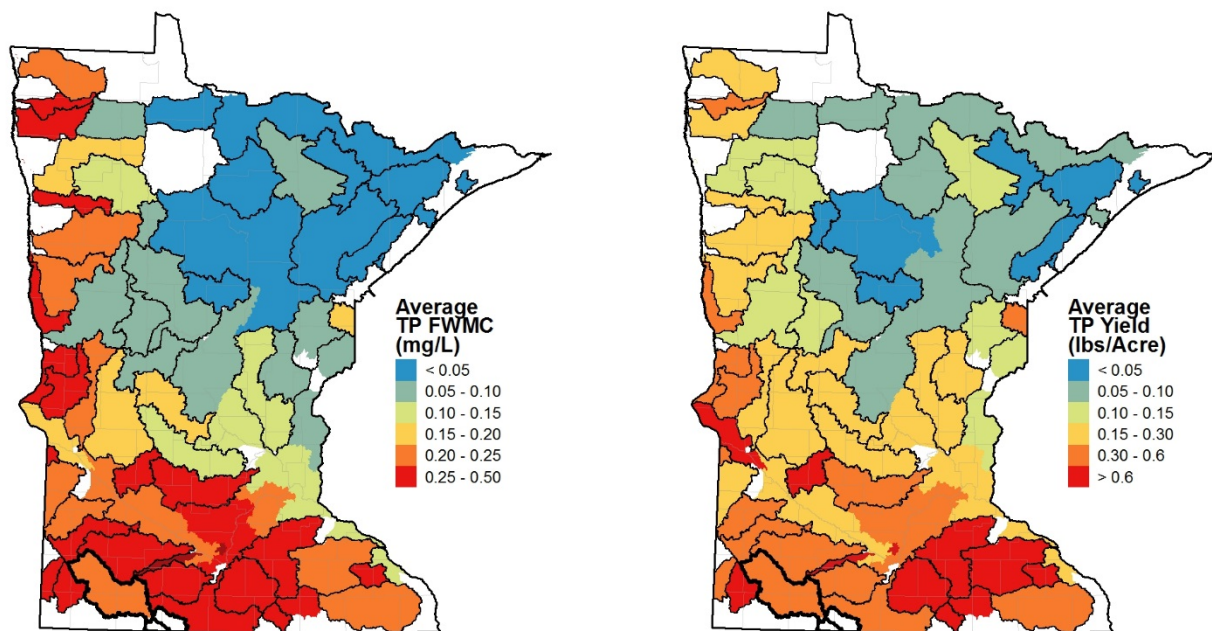 Average
TP FWMC
(mg/L)
< 0.05
0.05 - 0.10
0.10 - 0.15
0.15 - 0.20
0.20 - 0.25
0.25 - 0.50
Average
TP Yield
(lbs/Acre)
< 0.05
0.05 - 0.10
0.10 - 0.15
0.15 - 0.30
0.30 - 0.6
> 0.6